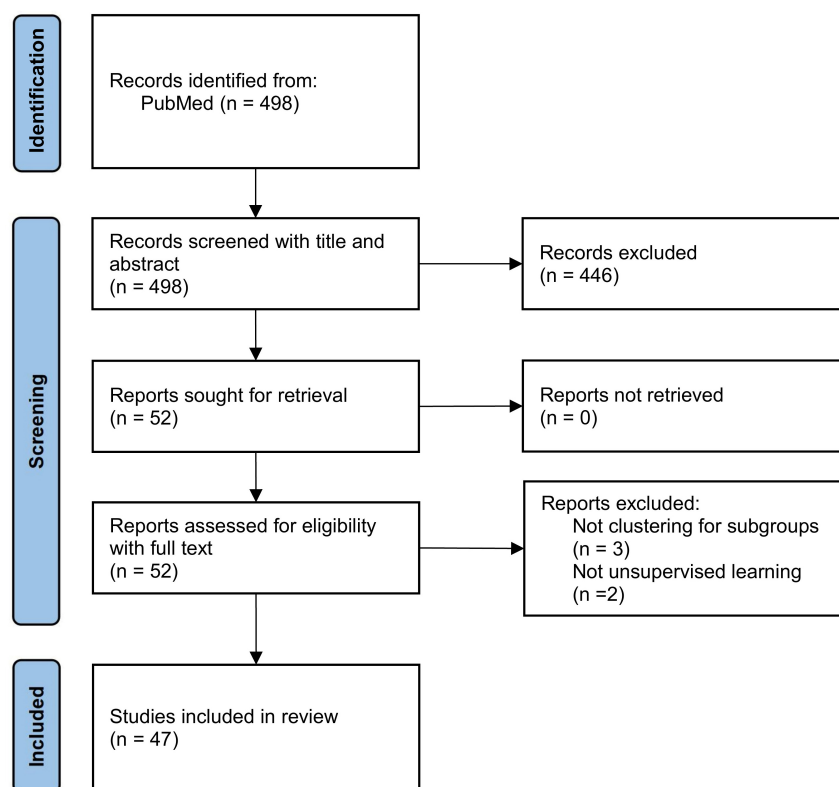 Identification
Records identified from:
PubMed (n = 498)
Screening
Records screened with title and
abstract
(n = 498)
Records excluded
(n = 446)
Reports sought for retrieval
(n = 52)
Reports not retrieved
(n = 0)
Reports assessed for eligibility
with full text
(n = 52)
Reports excluded:
Not clustering for subgroups
(n = 3)
Not unsupervised learning
(n =2)
Included
Studies included in review
(n = 47)